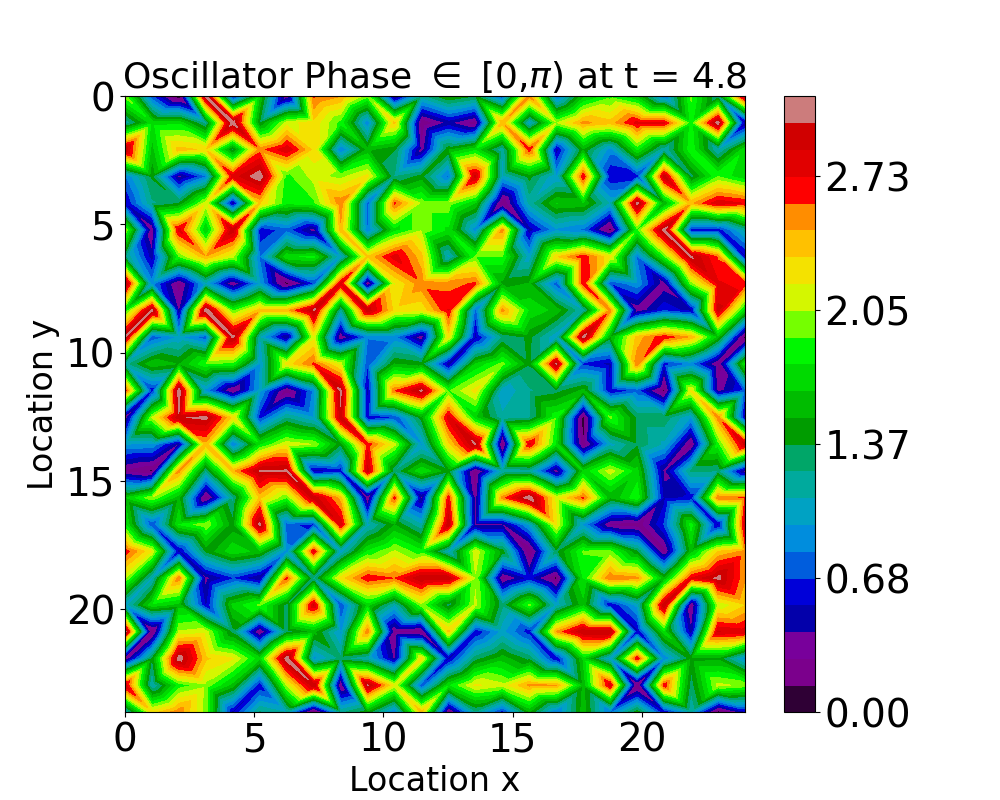 Oscillator Phase ∈ [0,π) at t = 4.8
0
5
10
15
20
Location y
0 5 10 15 20
Location x
2.73
2.05
1.37
0.68
0.00